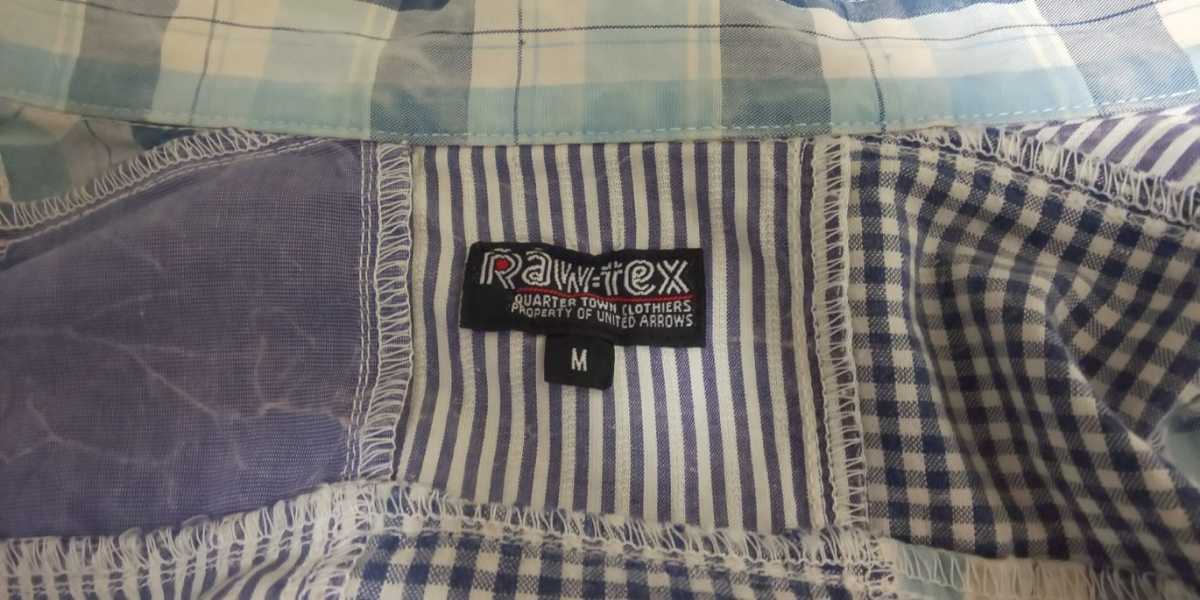 Raw-tex
QUARTER TOWN CLOTHIERS
PROPERTY OF UNITED ARROWS
M